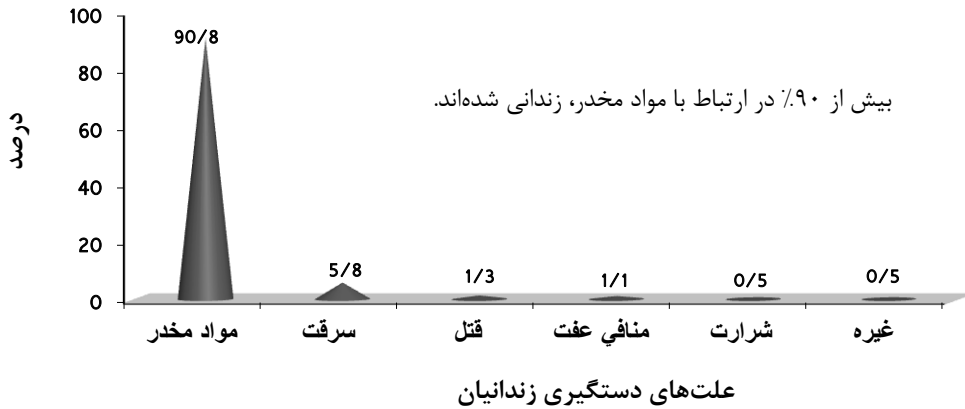 100
80
60
40
20
0
درصد
90/8
5/8
1/3
1/1
0/5
0/5
بیش از ۹۰٪ در ارتباط با مواد مخدر، زندانی شده‌اند.
مواد مخدر
سرقت
قتل
منافي عفت
شرارت
غیره
علت‌های دستگیری زندانیان